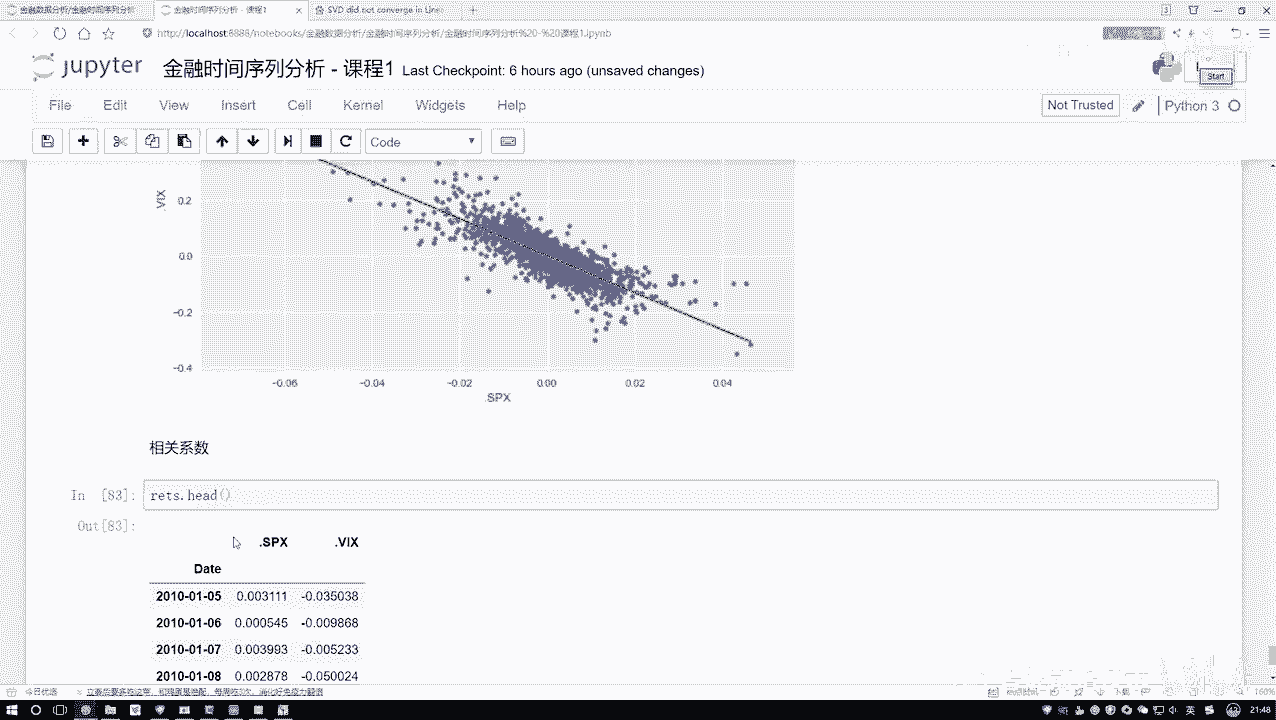 金融数据分析/金融时间序列分析
金融时间序列分析 - 课程1
SVD did not converge in Line
http://localhost:8888/notebooks/金融数据分析/金融时间序列分析/金融时间序列分析%20-%20课程1.ipynb
jupyter 金融时间序列分析 - 课程1 Last Checkpoint: 6 hours ago (unsaved changes)
Start
File Edit View Insert Cell Kernel Widgets Help
Not Trusted
Python 3
Code
.VIX
0.2
0.0
-0.2
-0.4
-0.06 -0.04 -0.02 0.00 0.02 0.04
.SPX
相关系数
In [83]: rets.head()
Out[83]:
.SPX .VIX
Date
2010-01-05 0.003111 -0.035038
2010-01-06 0.000545 -0.009868
2010-01-07 0.003993 -0.005233
2010-01-08 0.002878 -0.050024
今日优选
160%
英
21:48